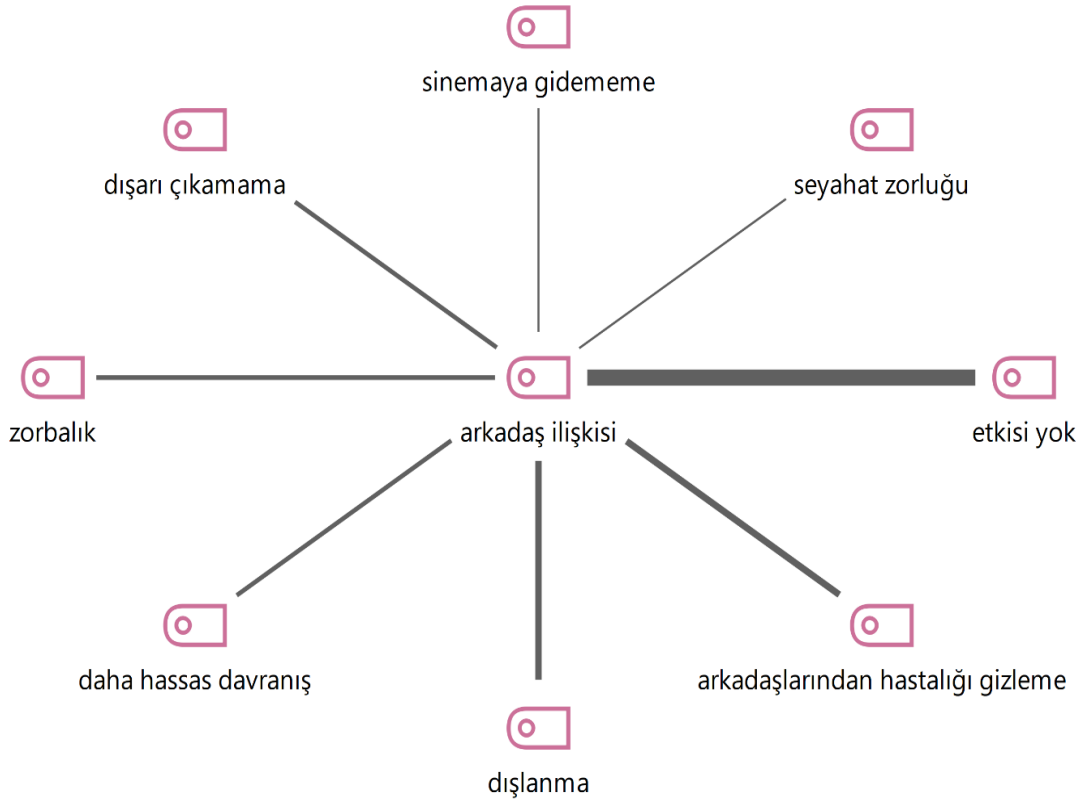 sinemaya gidememe
dışarı çıkamama
seyahat zorluğu
zorbalık
arkadaş ilişkisi
etkisi yok
daha hassas davranış
arkadaşlarından hastalığı gizleme
dışlanma